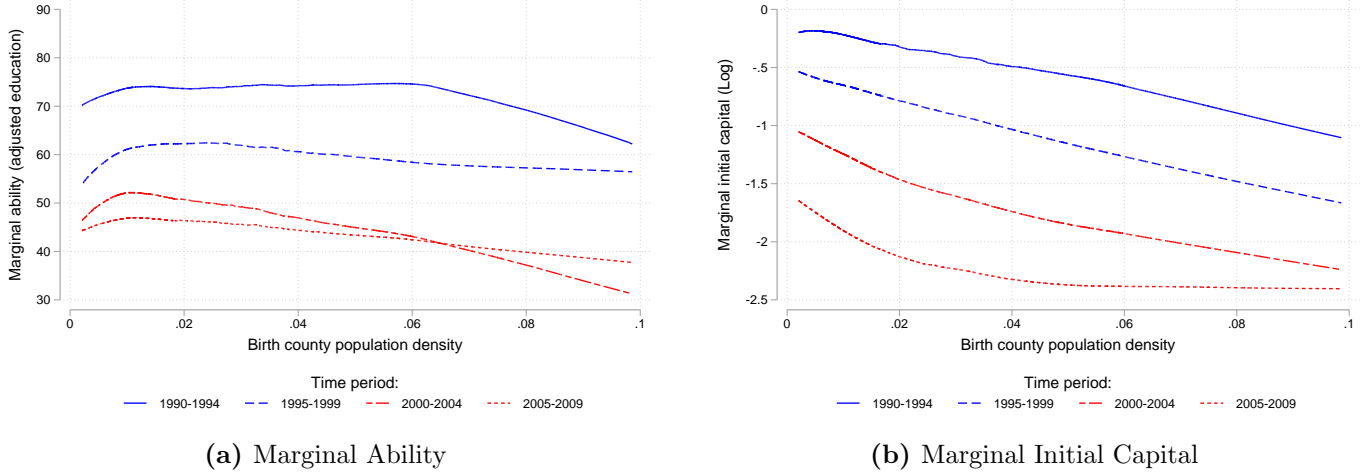 90
80
70
60
50
40
30
Marginal ability (adjusted education)
0 .02 .04 .06 .08 .1
Birth county population density
Time period:
1990-1994 1995-1999 2000-2004 2005-2009
(a) Marginal Ability
0
-.5
-1
-1.5
-2
-2.5
Marginal initial capital (Log)
0 .02 .04 .06 .08 .1
Birth county population density
Time period:
1990-1994 1995-1999 2000-2004 2005-2009
(b) Marginal Initial Capital